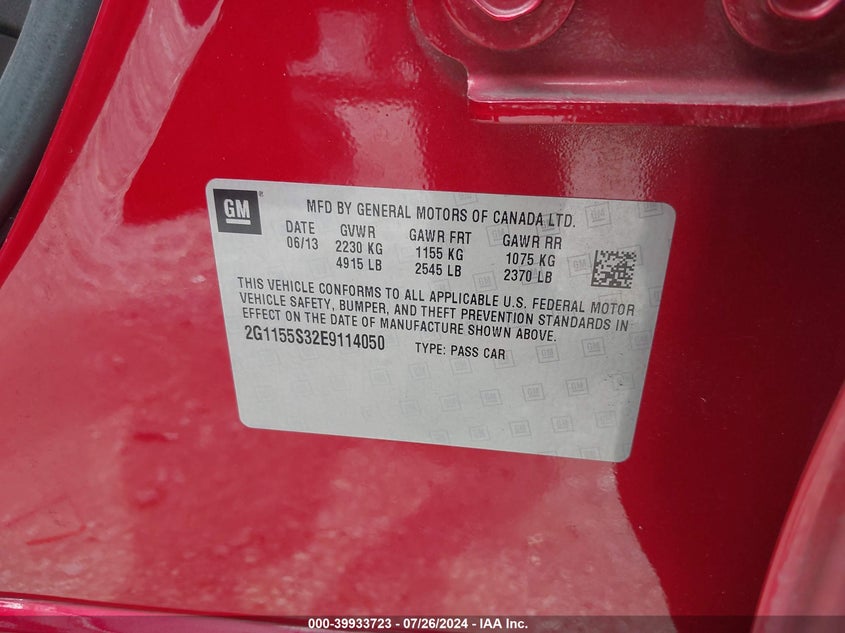 GM
MFD BY GENERAL MOTORS OF CANADA LTD.
DATE GVWR GAWR FRT GAWR RR
06/13 2230 KG 1155 KG 1075 KG
4915 LB 2545 LB 2370 LB
THIS VEHICLE CONFORMS TO ALL APPLICABLE U.S. FEDERAL MOTOR
VEHICLE SAFETY, BUMPER, AND THEFT PREVENTION STANDARDS IN
EFFECT ON THE DATE OF MANUFACTURE SHOWN ABOVE.
2G1155S32E9114050 TYPE: PASS CAR
000-39933723 - 07/26/2024 - IAA Inc.